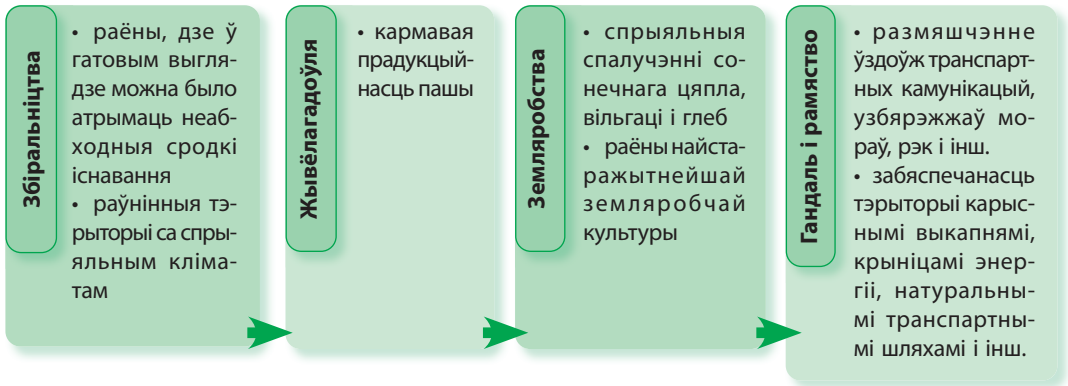 Збіральніцтва
• раёны, дзе ў
гатовым выгля-
дзе можна было
атрымаць неаб-
ходныя сродкі
існавання
• раўнінныя тэ-
рыторыі са спры-
яльным кліма-
там
Жывёлагадоўля
• кармавая
прадукцый-
насць пашы
Земляробства
• спрыяльныя
спалучэнні со-
нечнага цяпла,
вільгаці і глеб
• раёны найста-
ражытнейшай
земляробчай
культуры
Гандаль і рамяство
• размяшчэнне
ўздоўж транспарт-
ных камунікацый,
узбярэжжаў мо-
раў, рэк і інш.
• забяспечанасць
тэрыторыі карыс-
нымі выкапнямі,
крыніцамі энер-
гіі, натуральны-
мі транспартны-
мі шляхамі і інш.